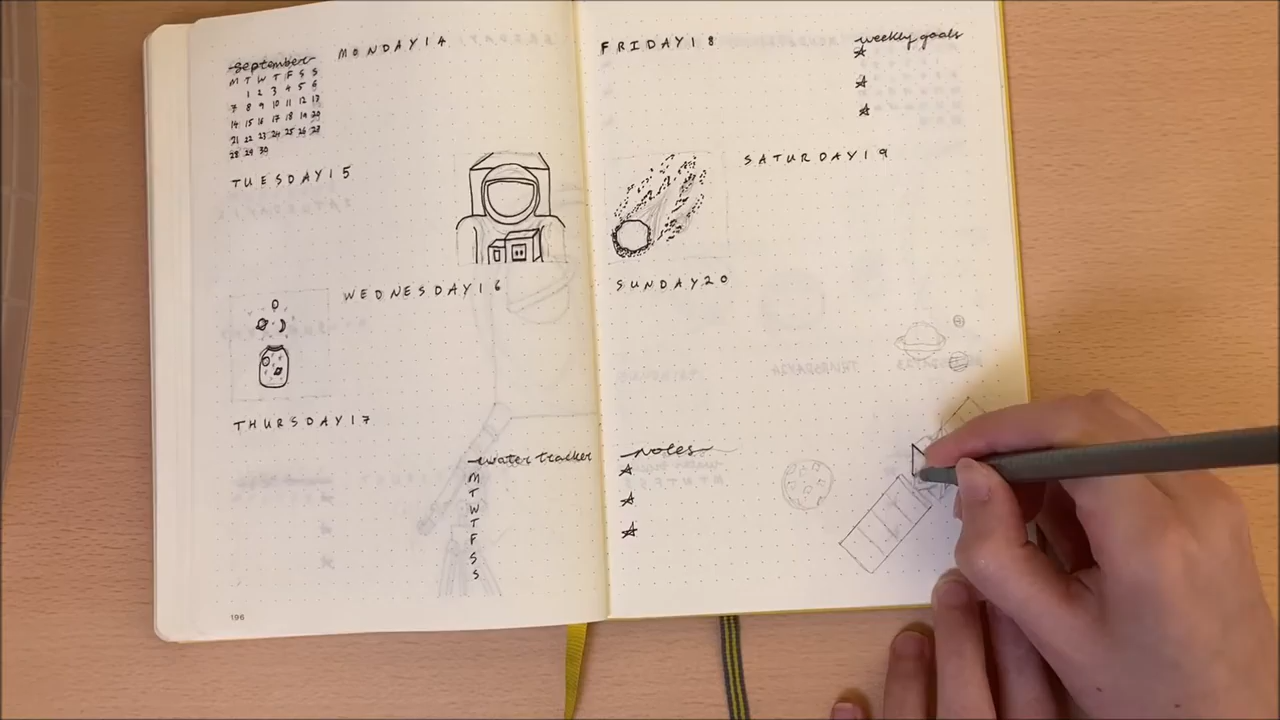 MONDAY 14
september
M T W T F S S
1 2 3 4 5 6
7 8 9 10 11 12 13
14 15 16 17 18 19 20
21 22 23 24 25 26 27
28 29 30
TUESDAY 15
WEDNESDAY 16
THURSDAY 17
water tracker
M
T
W
T
F
S
S
196
FRIDAY 18
weekly goals
SATURDAY 19
SUNDAY 20
notes